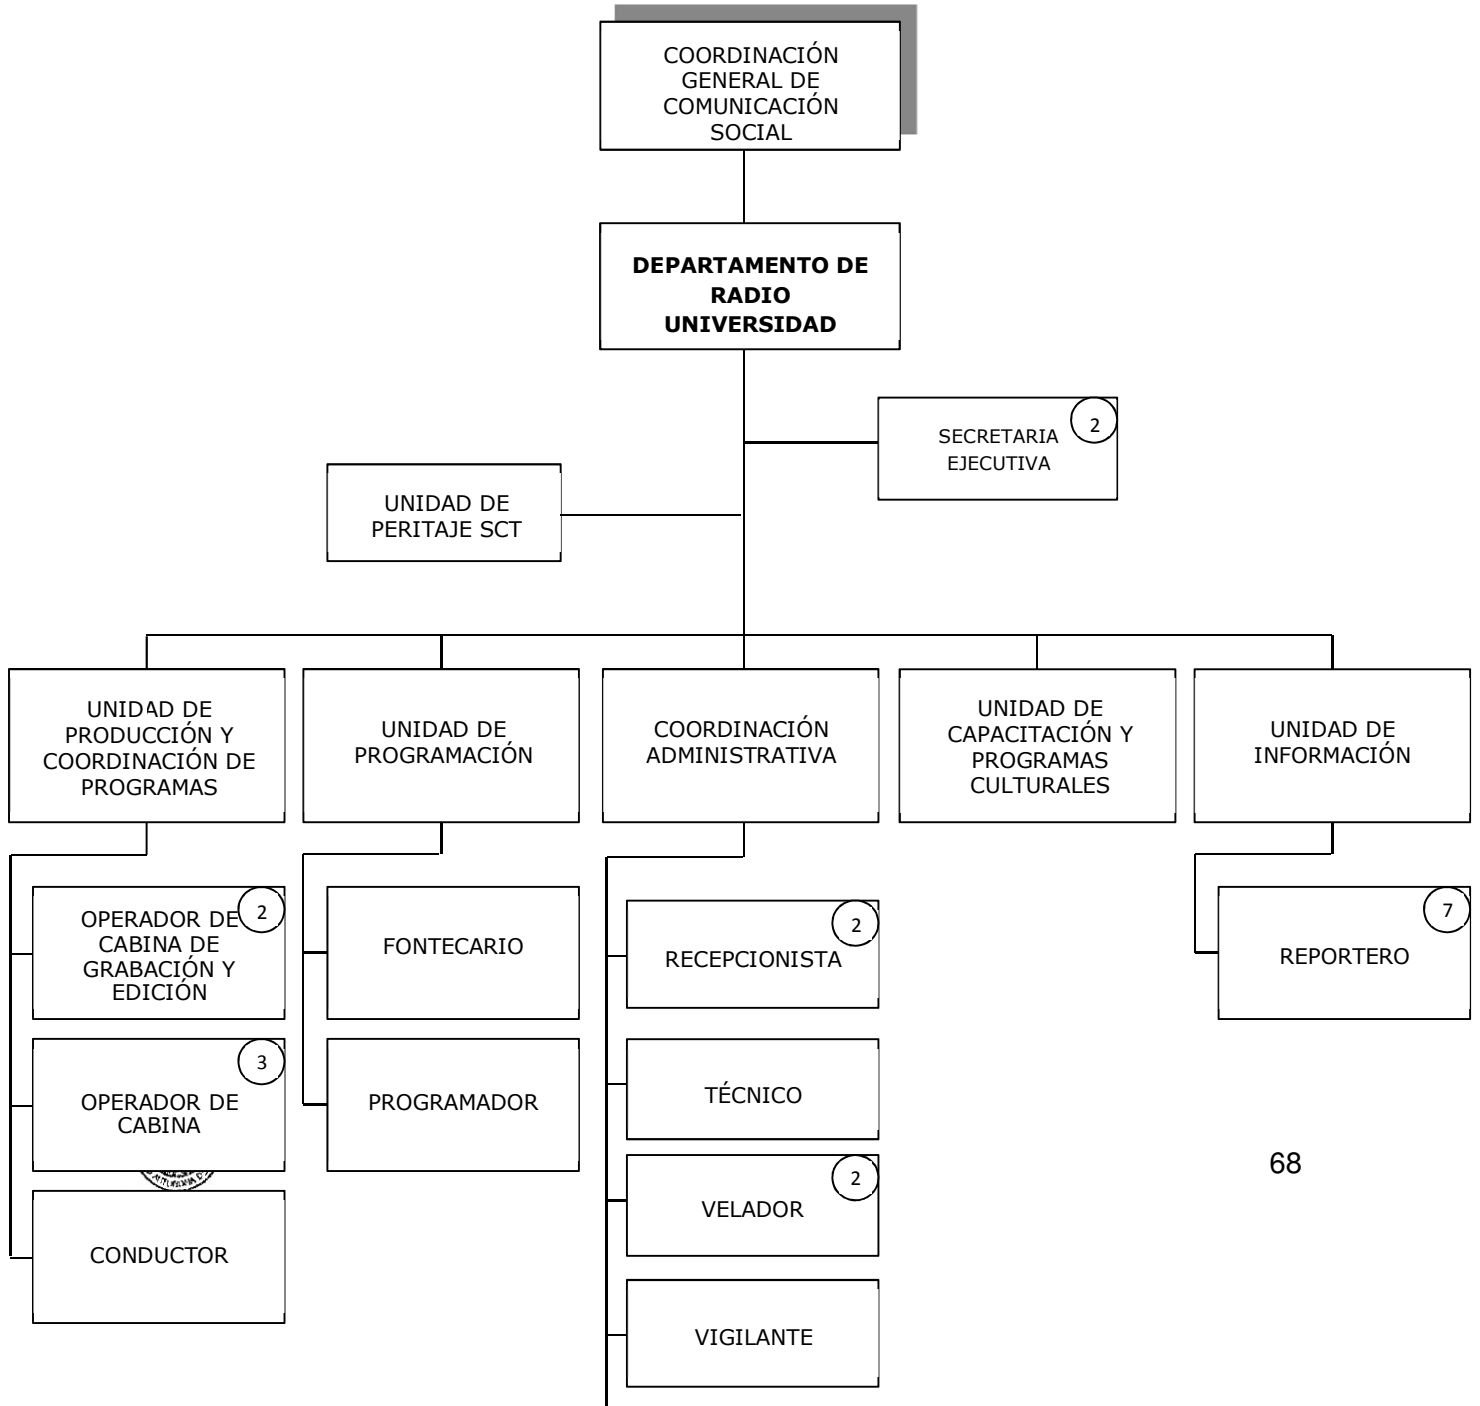 COORDINACIÓN
GENERAL DE
COMUNICACIÓN
SOCIAL
DEPARTAMENTO DE
RADIO
UNIVERSIDAD
2
SECRETARIA
EJECUTIVA
UNIDAD DE
PERITAJE SCT
UNIDAD DE
PRODUCCIÓN Y
COORDINACIÓN DE
PROGRAMAS
UNIDAD DE
PROGRAMACIÓN
COORDINACIÓN
ADMINISTRATIVA
UNIDAD DE
CAPACITACIÓN Y
PROGRAMAS
CULTURALES
UNIDAD DE
INFORMACIÓN
2
OPERADOR DE
CABINA DE
GRABACIÓN Y
EDICIÓN
3
OPERADOR DE
CABINA
CONDUCTOR
FONTECARIO
PROGRAMADOR
2
RECEPCIONISTA
TÉCNICO
2
VELADOR
VIGILANTE
7
REPORTERO
68